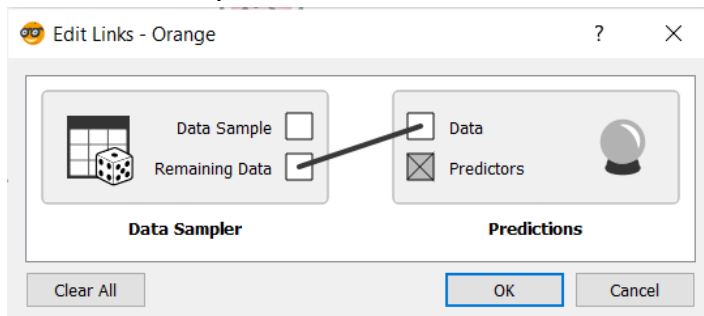 Edit Links - Orange ?
Data Sample
Remaining Data
Data
Predictors
Data Sampler
Predictions
Clear All
OK
Cancel